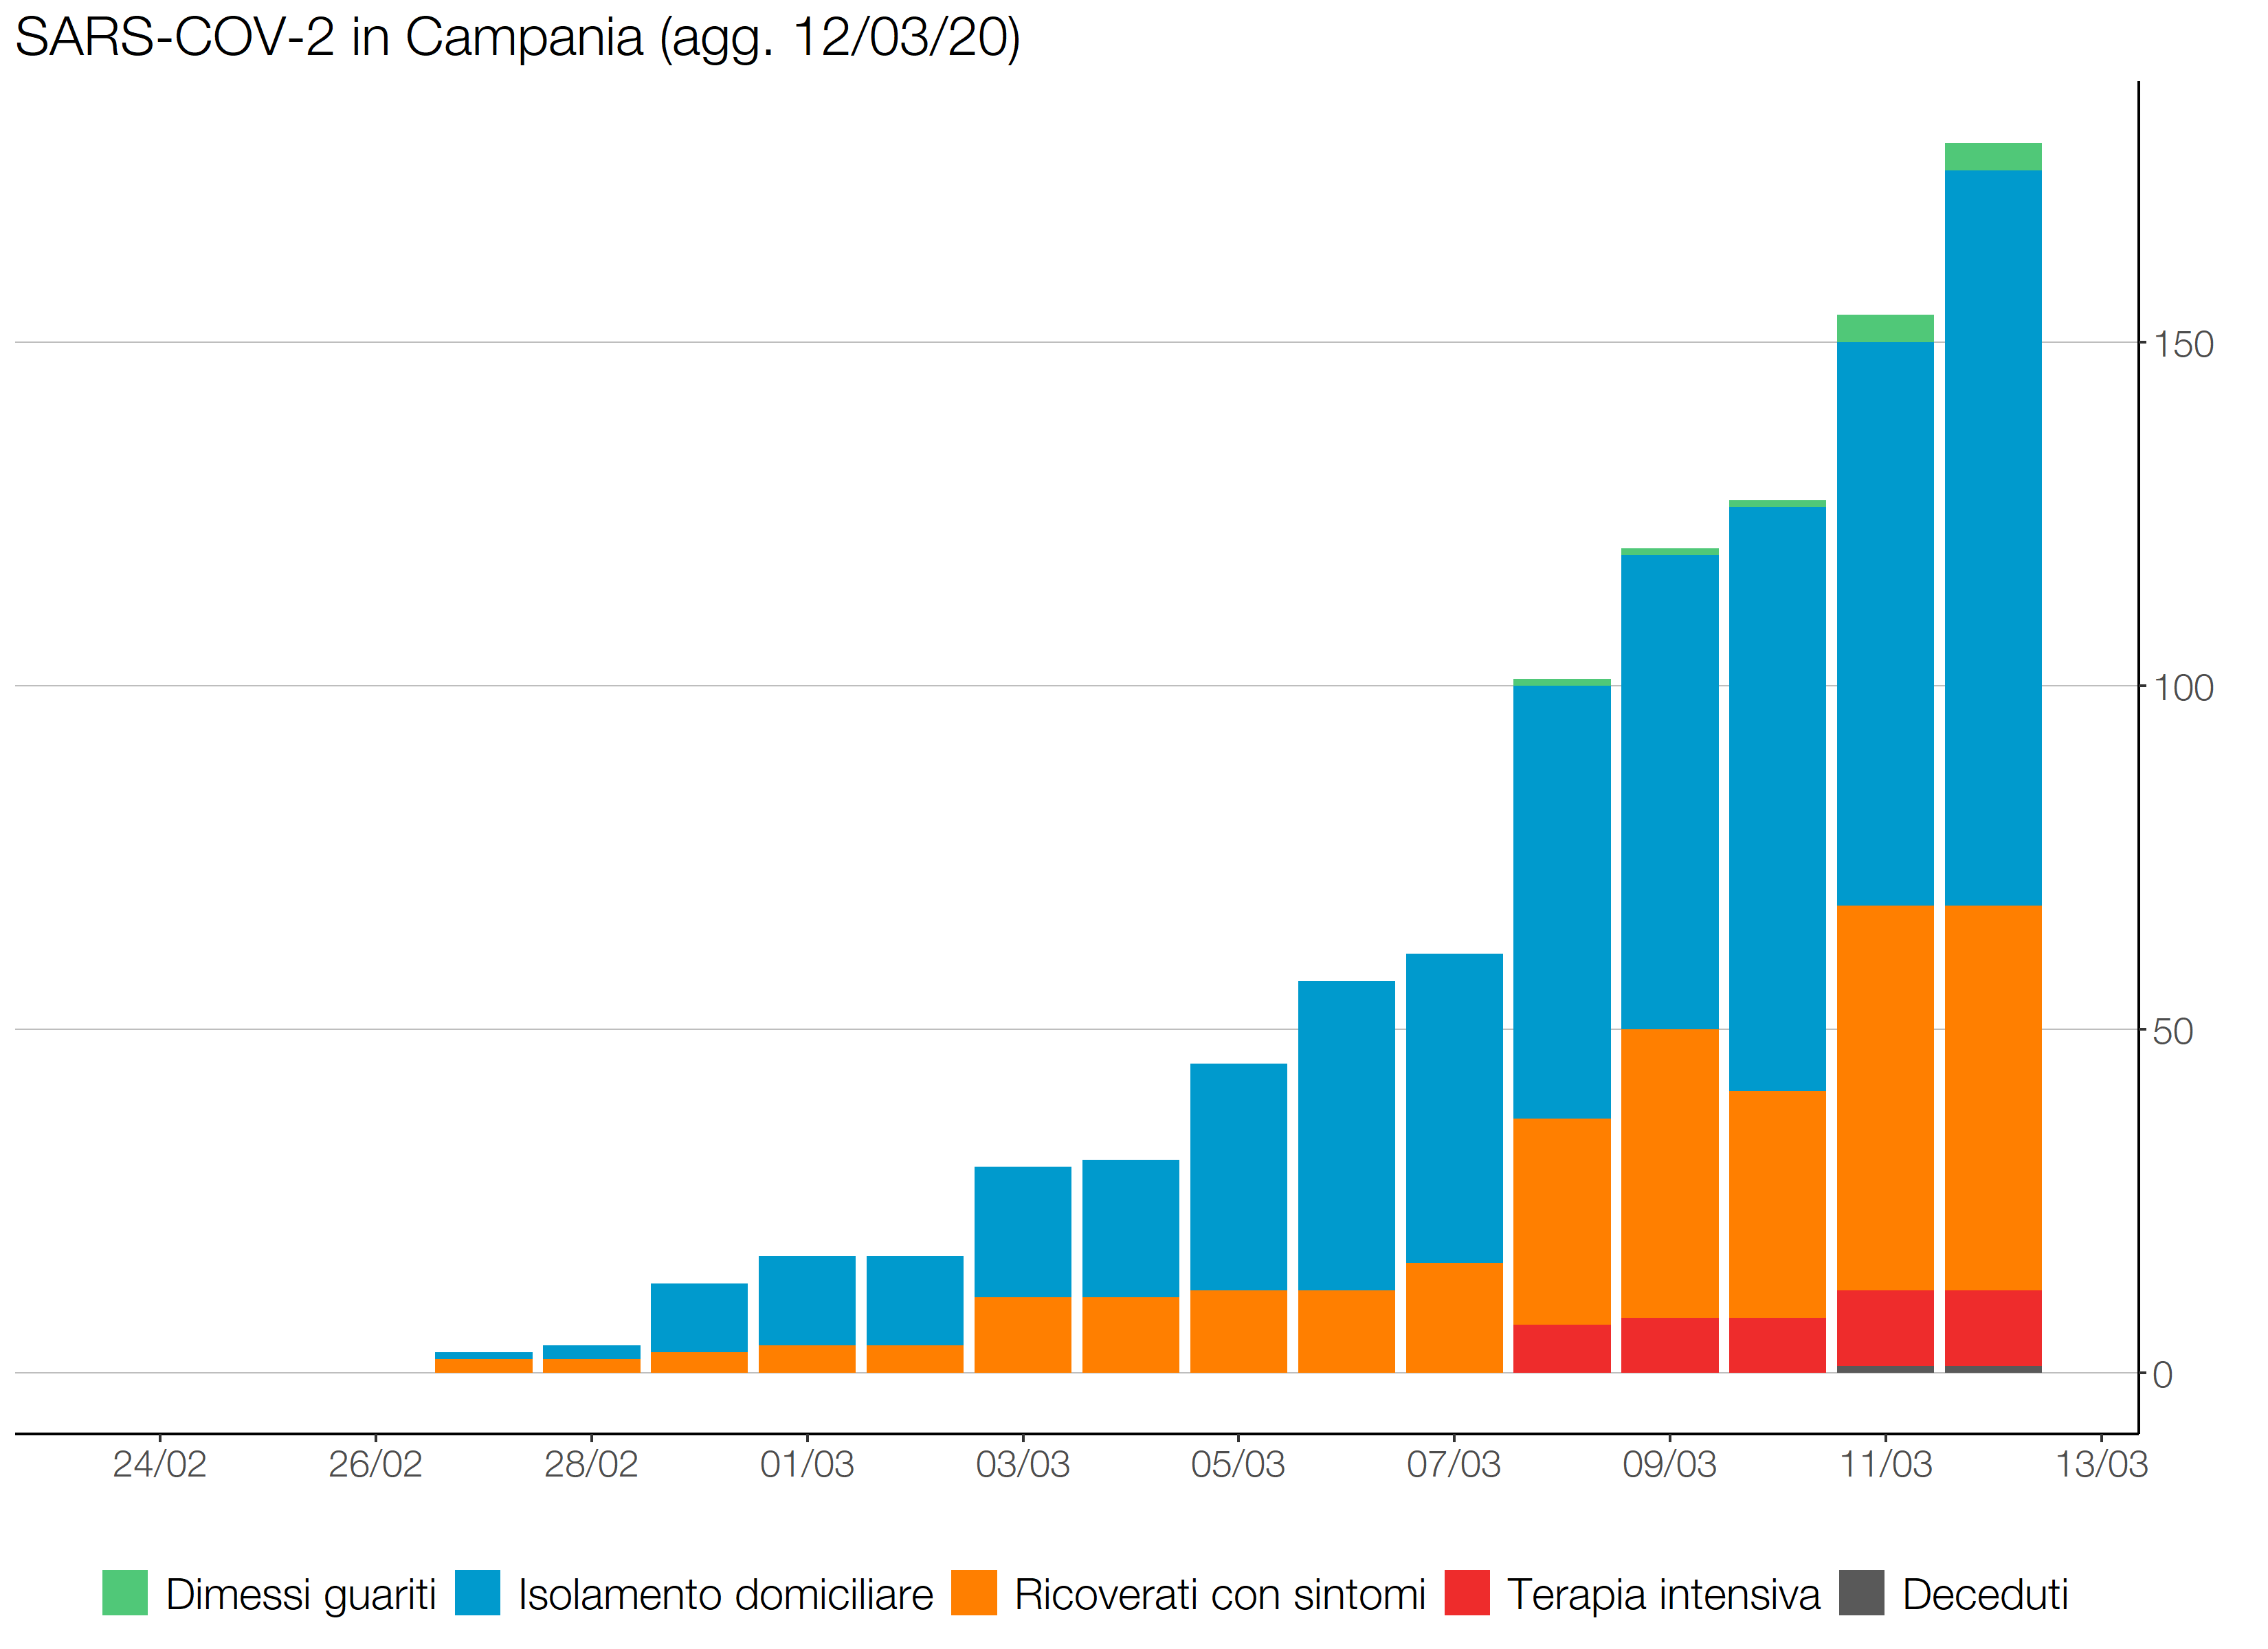 SARS-COV-2 in Campania (agg. 12/03/20)
150
100
50
0
24/02 26/02 28/02 01/03 03/03 05/03 07/03 09/03 11/03 13/03
Dimessi guariti Isolamento domiciliare Ricoverati con sintomi Terapia intensiva Deceduti